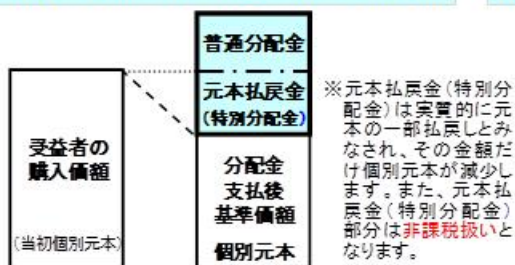 普通分配金
元本払戻金
(特別分配金)
受益者の
購入価額
(当初個別元本)
分配金
支払後
基準価額
個別元本
※元本払戻金(特別分
配金)は実質的に元
本の一部払戻しとみ
なされ、その金額だ
け個別元本が減少し
ます。また、元本払
戻金(特別分配金)
部分は非課税扱いと
なります。